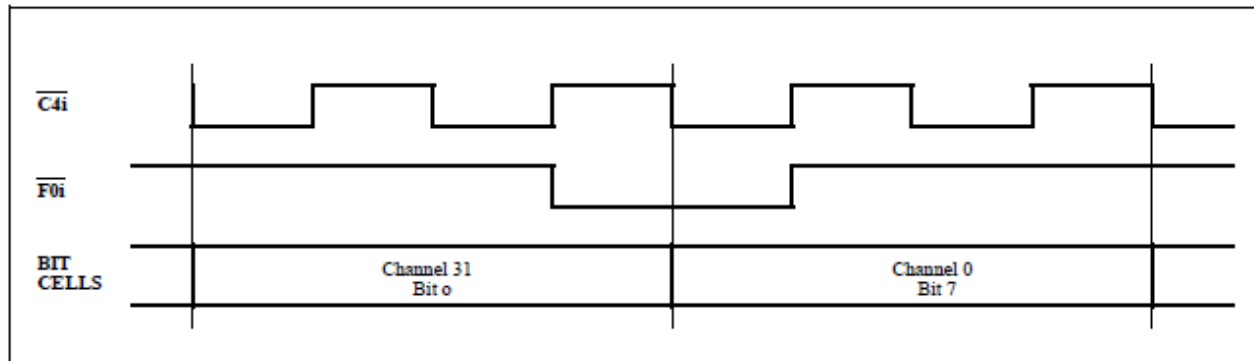 C4i
F0i
BIT
CELLS
Channel 31
Bit o
Channel 0
Bit 7